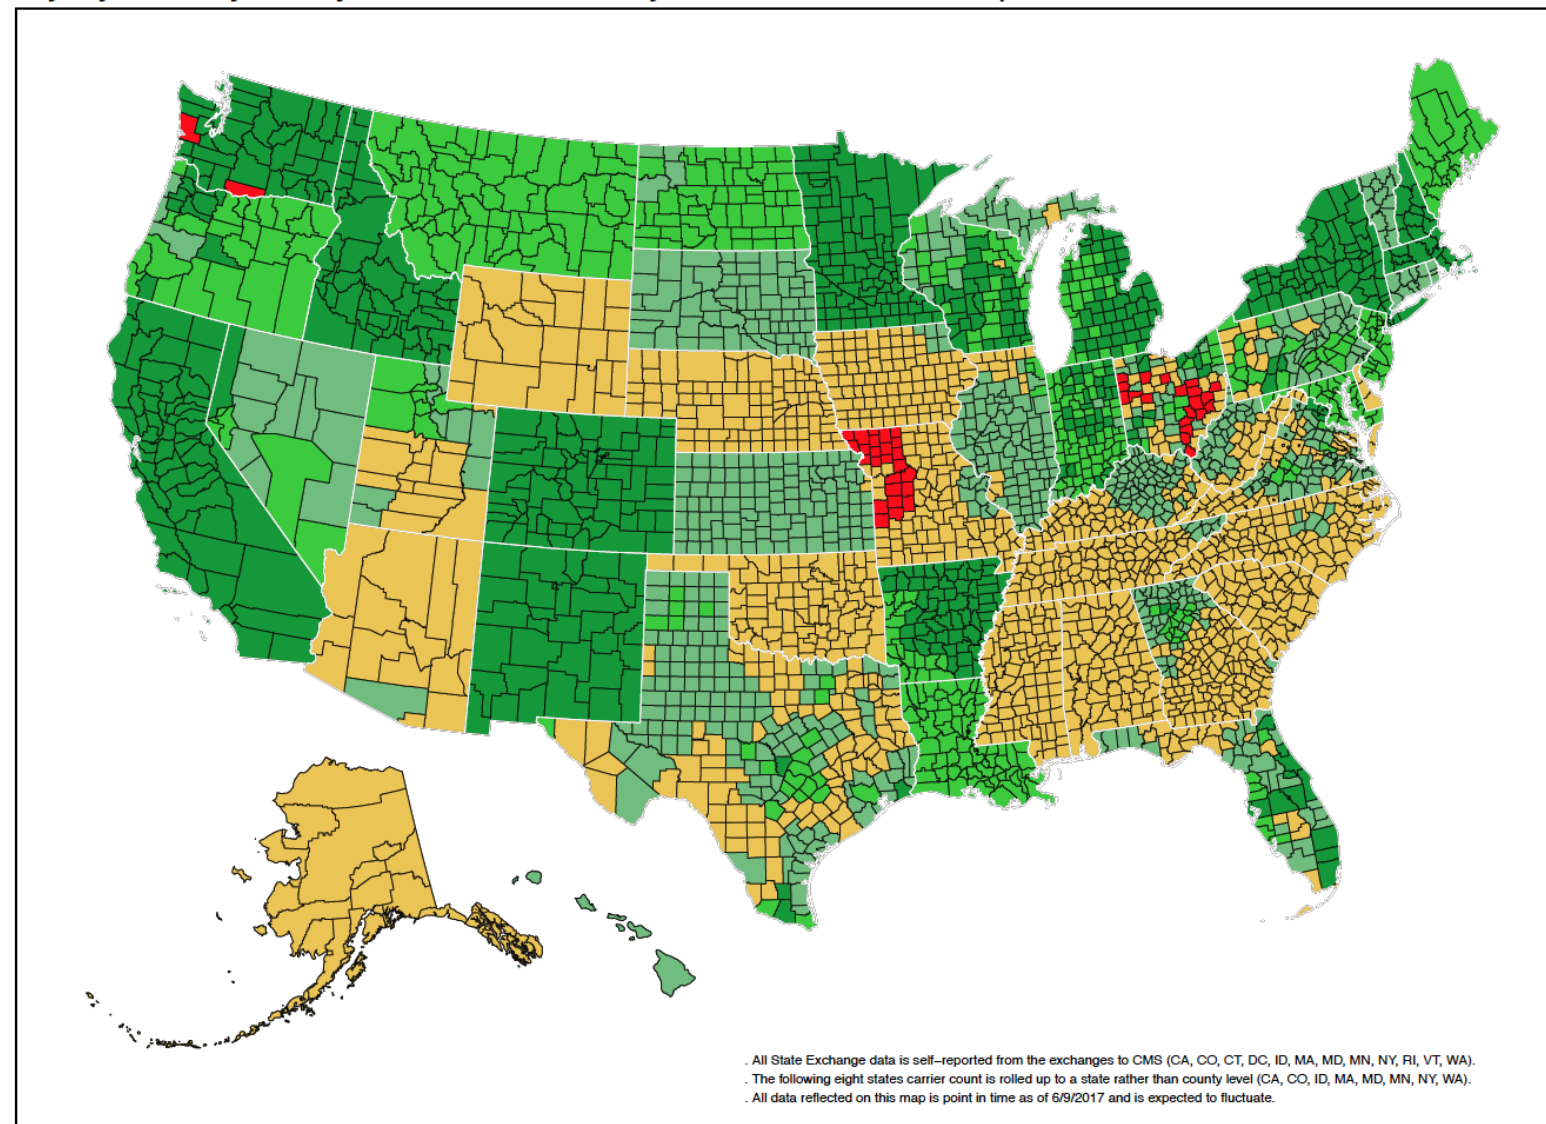 . All State Exchange data is self−reported from the exchanges to CMS (CA, CO, CT, DC, ID, MA, MD, MN, NY, RI, VT, WA).
. The following eight states carrier count is rolled up to a state rather than county level (CA, CO, ID, MA, MD, MN, NY, WA).
. All data reflected on this map is point in time as of 6/9/2017 and is expected to fluctuate.